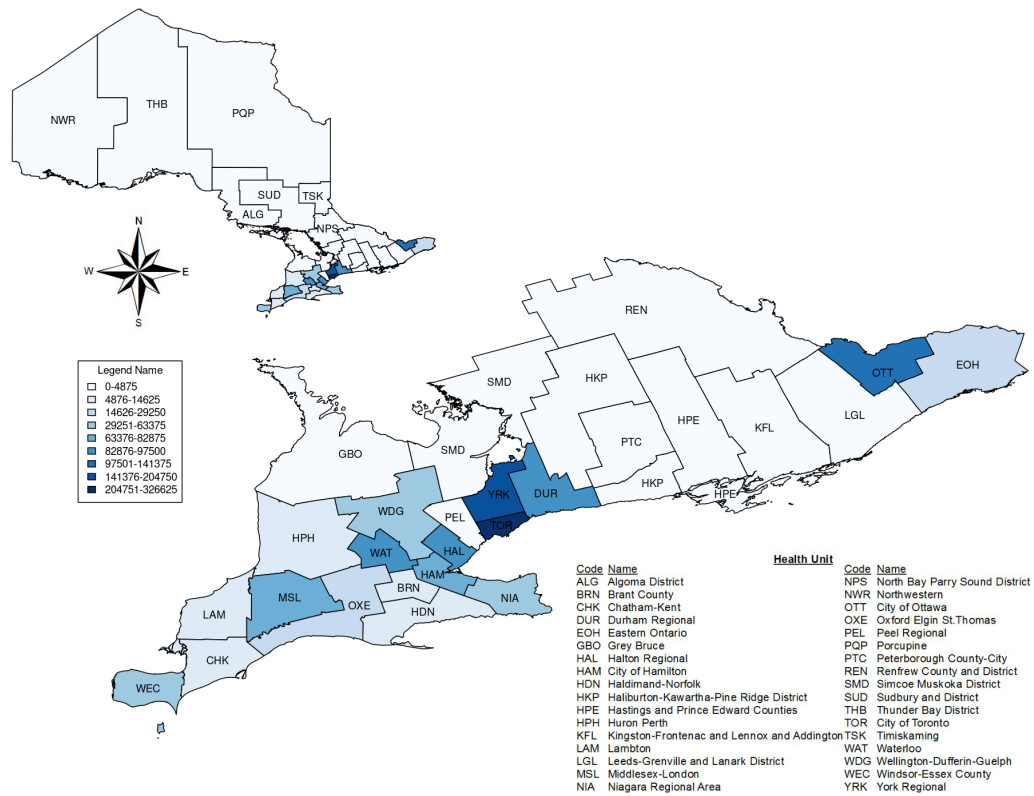 NWR
THB
PQP
SUD
TSK
ALG
NPS
N
W
E
S
Legend Name
0-4875
4876-14625
14626-29250
29251-63375
63376-82875
82876-97500
97501-141375
141376-204750
204751-326625
REN
SMD
HKP
OTT
EOH
LGL
HPE
KFL
PTC
GBO
SMD
HKP
HPE
YRK
DUR
WDG
PEL
TOR
HPH
WAT
HAL
HAM
BRN
MSL
OXE
NIA
LAM
HDN
CHK
WEC
Health Unit
Code Name
ALG Algoma District
BRN Brant County
CHK Chatham-Kent
DUR Durham Regional
EOH Eastern Ontario
GBO Grey Bruce
HAL Halton Regional
HAM City of Hamilton
HDN Haldimand-Norfolk
HKP Haliburton-Kawartha-Pine Ridge District
HPE Hastings and Prince Edward Counties
HPH Huron Perth
KFL Kingston-Frontenac and Lennox and Addington
LAM Lambton
LGL Leeds-Grenville and Lanark District
MSL Middlesex-London
NIA Niagara Regional Area
Code Name
NPS North Bay Parry Sound District
NWR Northwestern
OTT City of Ottawa
OXE Oxford Elgin St.Thomas
PEL Peel Regional
PQP Porcupine
PTC Peterborough County-City
REN Renfrew County and District
SMD Simcoe Muskoka District
SUD Sudbury and District
THB Thunder Bay District
TOR City of Toronto
TSK Timiskaming
WAT Waterloo
WDG Wellington-Dufferin-Guelph
WEC Windsor-Essex County
YRK York Regional